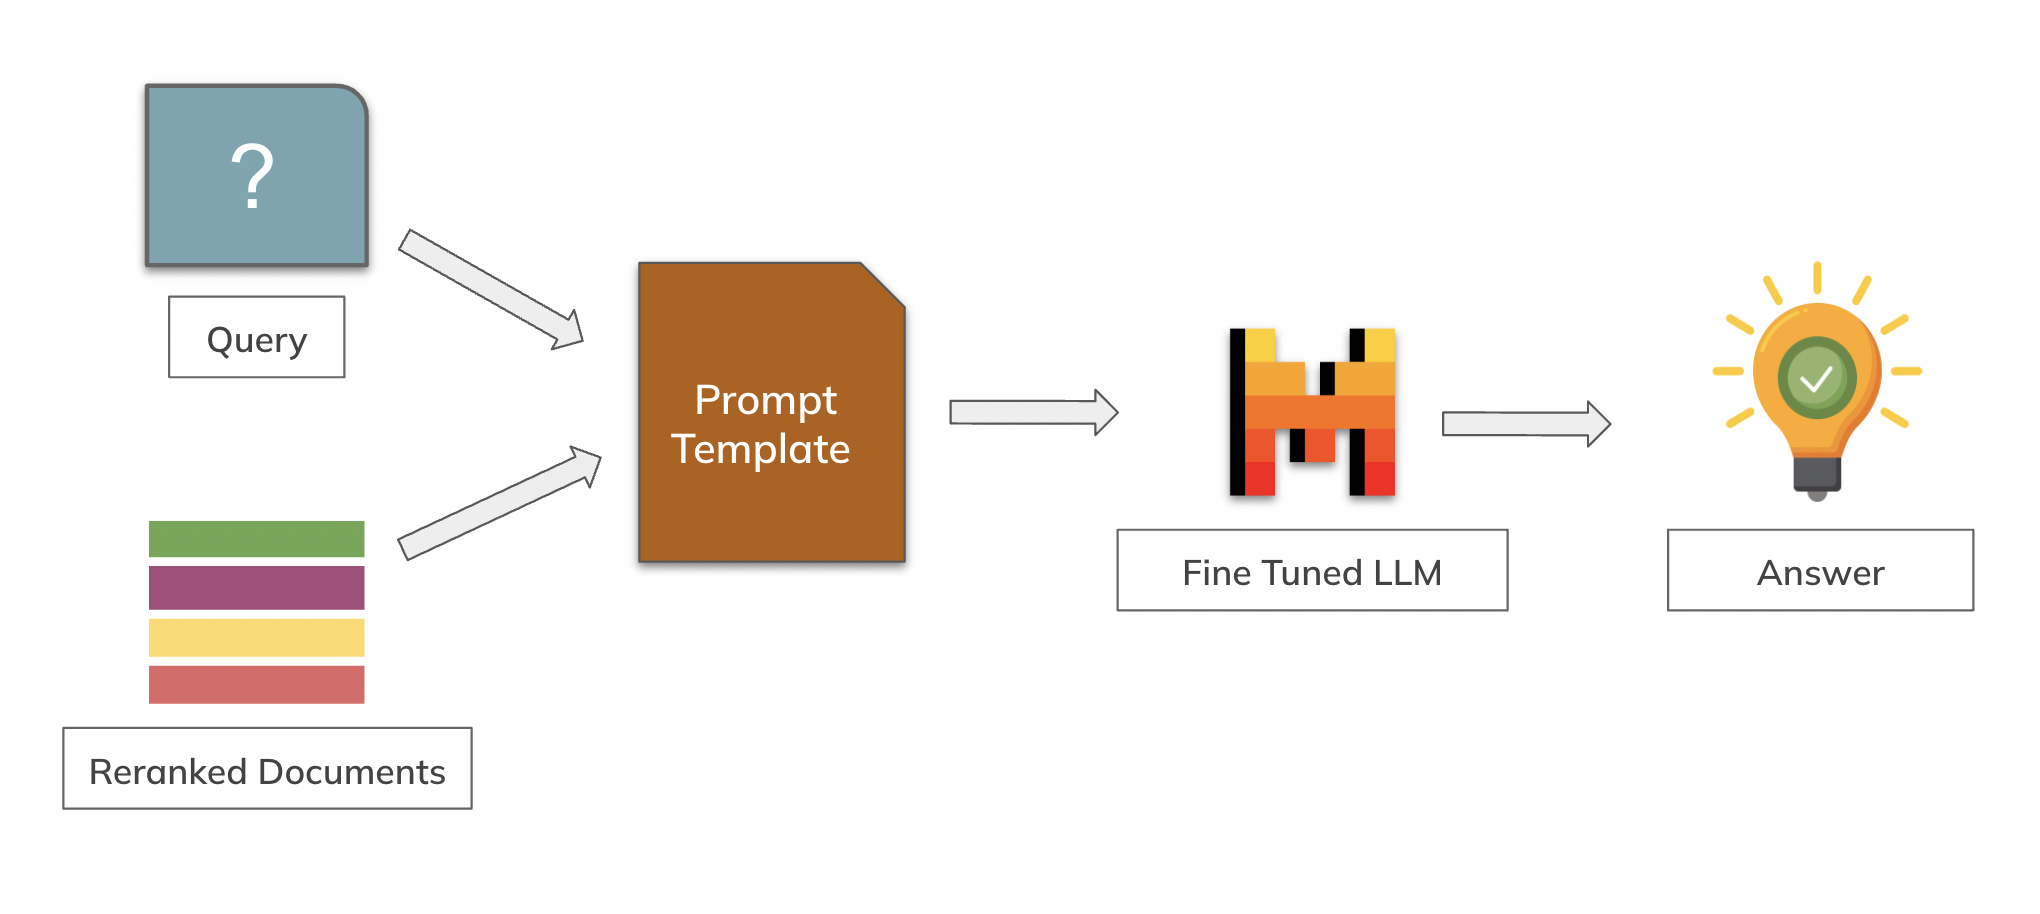 ?
Query
Reranked Documents
Prompt
Template
Fine Tuned LLM
Answer